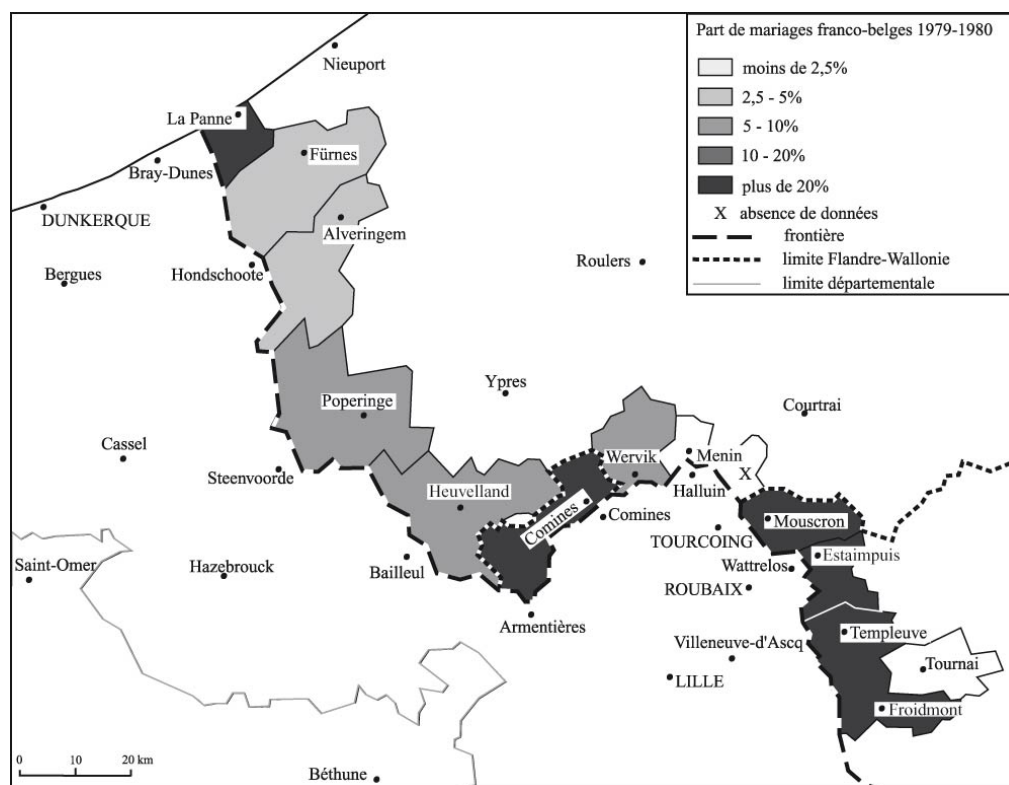 Part de mariages franco-belges 1979-1980
moins de 2,5%
2,5 - 5%
5 - 10%
10 - 20%
plus de 20%
X absence de données
frontière
limite Flandre-Wallonie
limite départementale
Nieuport
La Panne
Fürnes
Bray-Dunes
DUNKERQUE
Alveringem
Roulers
Hondschoote
Bergues
Ypres
Poperinge
Courtrai
Cassel
Menin
Wervik
X
Steenvoorde
Halluin
Heuvelland
Comines
Comines
Mouscron
TOURCOING
Estaimpuis
Saint-Omer
Hazebrouck
Bailleul
Wattrelos
ROUBAIX
Armentières
Templeuve
Villeneuve-d'Ascq
Tournai
LILLE
Froidmont
0 10 20 km
Béthune